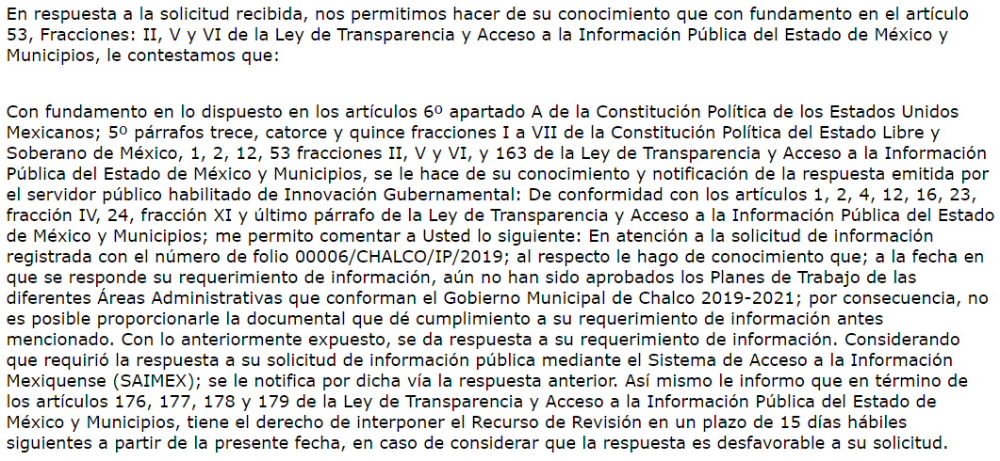 En respuesta a la solicitud recibida, nos permitimos hacer de su conocimiento que con fundamento en el artículo
53, Fracciones: II, V y VI de la Ley de Transparencia y Acceso a la Información Pública del Estado de México y
Municipios, le contestamos que:
Con fundamento en lo dispuesto en los artículos 6º apartado A de la Constitución Política de los Estados Unidos
Mexicanos; 5º párrafos trece, catorce y quince fracciones I a VII de la Constitución Política del Estado Libre y
Soberano de México, 1, 2, 12, 53 fracciones II, V y VI, y 163 de la Ley de Transparencia y Acceso a la Información
Pública del Estado de México y Municipios, se le hace de su conocimiento y notificación de la respuesta emitida por
el servidor público habilitado de Innovación Gubernamental: De conformidad con los artículos 1, 2, 4, 12, 16, 23,
fracción IV, 24, fracción XI y último párrafo de la Ley de Transparencia y Acceso a la Información Pública del Estado
de México y Municipios; me permito comentar a Usted lo siguiente: En atención a la solicitud de información
registrada con el número de folio 00006/CHALCO/IP/2019; al respecto le hago de conocimiento que; a la fecha en
que se responde su requerimiento de información, aún no han sido aprobados los Planes de Trabajo de las
diferentes Áreas Administrativas que conforman el Gobierno Municipal de Chalco 2019-2021; por consecuencia, no
es posible proporcionarle la documental que dé cumplimiento a su requerimiento de información antes
mencionado. Con lo anteriormente expuesto, se da respuesta a su requerimiento de información. Considerando
que requirió la respuesta a su solicitud de información pública mediante el Sistema de Acceso a la Información
Mexiquense (SAIMEX); se le notifica por dicha vía la respuesta anterior. Así mismo le informo que en término de
los artículos 176, 177, 178 y 179 de la Ley de Transparencia y Acceso a la Información Pública del Estado de
México y Municipios, tiene el derecho de interponer el Recurso de Revisión en un plazo de 15 días hábiles
siguientes a partir de la presente fecha, en caso de considerar que la respuesta es desfavorable a su solicitud.